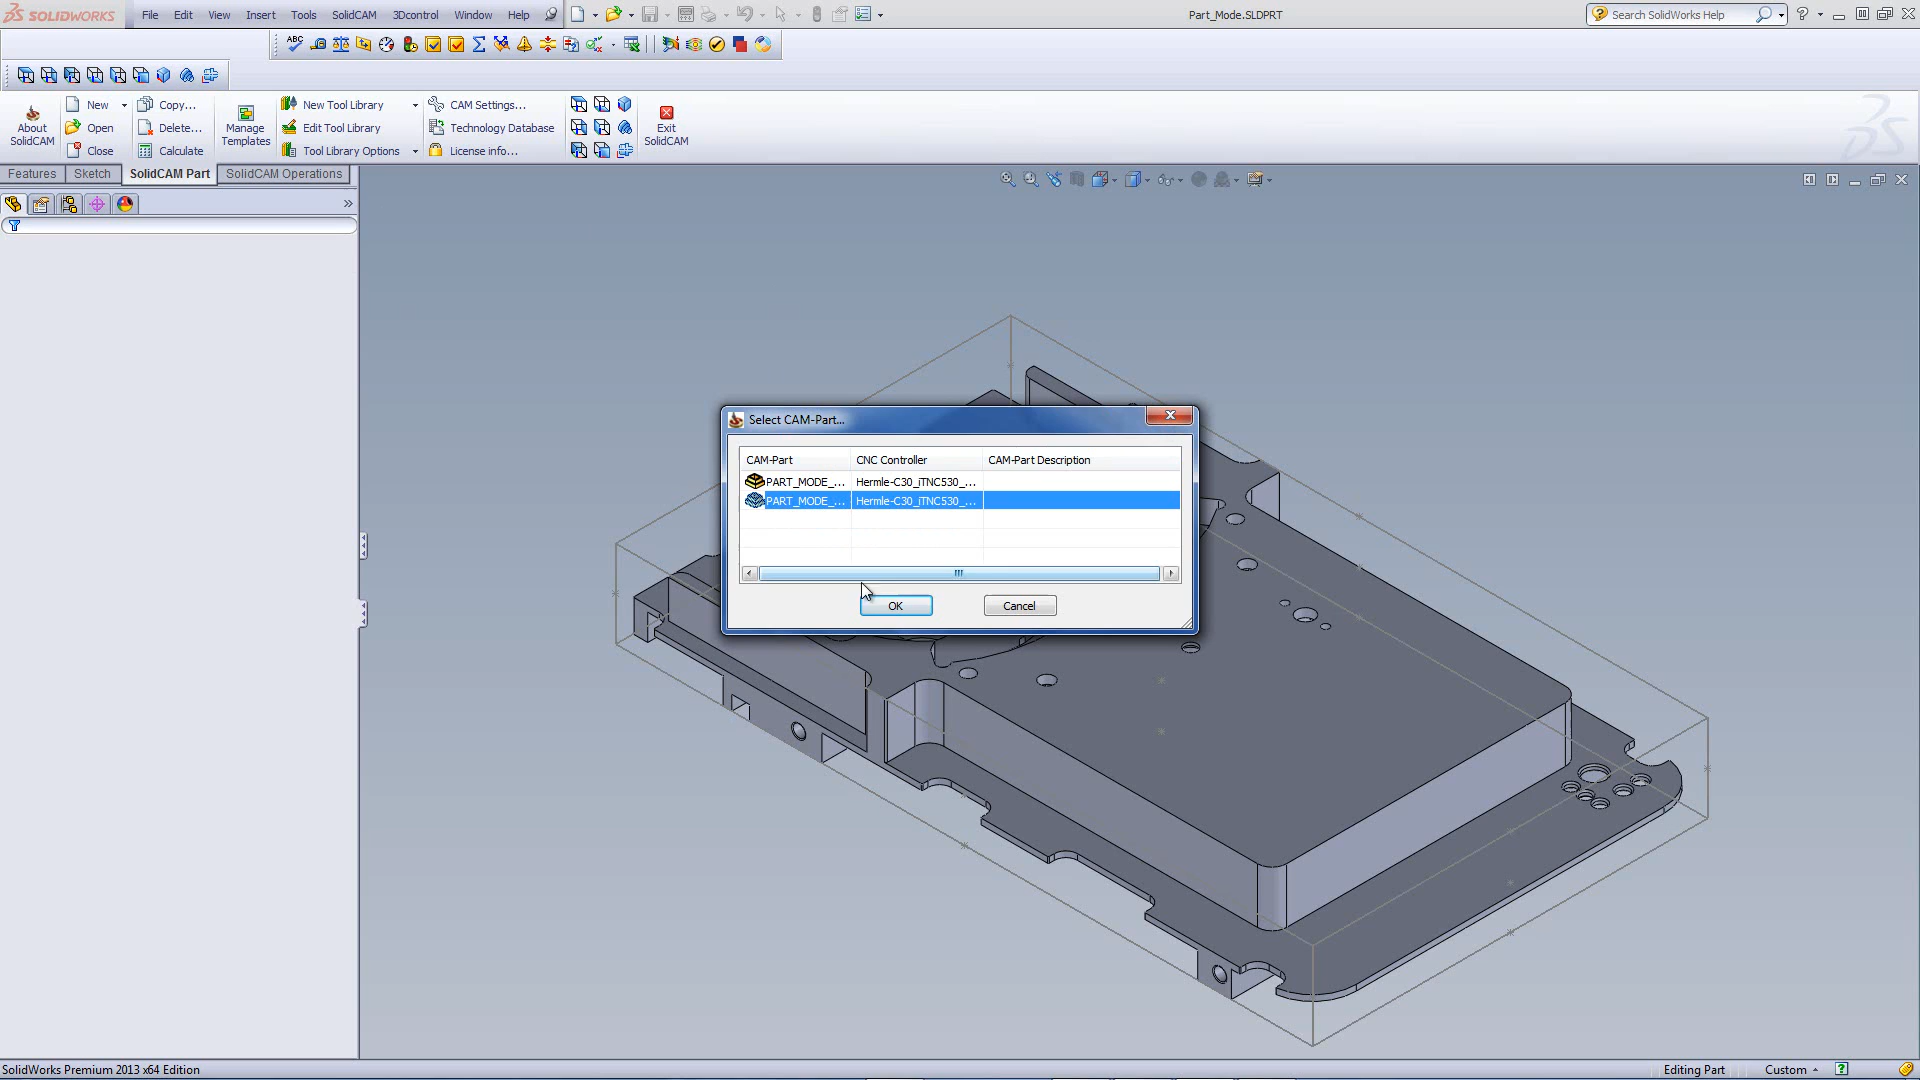 SOLIDWORKS File Edit View Insert Tools SolidCAM 3Dcontrol Window Help Part_Mode.SLDPRT Search SolidWorks Help
ABC
New Copy... New Tool Library CAM Settings...
About SolidCAM Open Delete... Manage Templates Edit Tool Library Technology Database Exit SolidCAM
Close Calculate Tool Library Options License info...
Features Sketch SolidCAM Part SolidCAM Operations
Select CAM-Part...
CAM-Part CNC Controller CAM-Part Description
PART_MODE_... Hermle-C30_iTNC530_...
PART_MODE_... Hermle-C30_iTNC530_...
OK Cancel
SolidWorks Premium 2013 x64 Edition Editing Part Custom